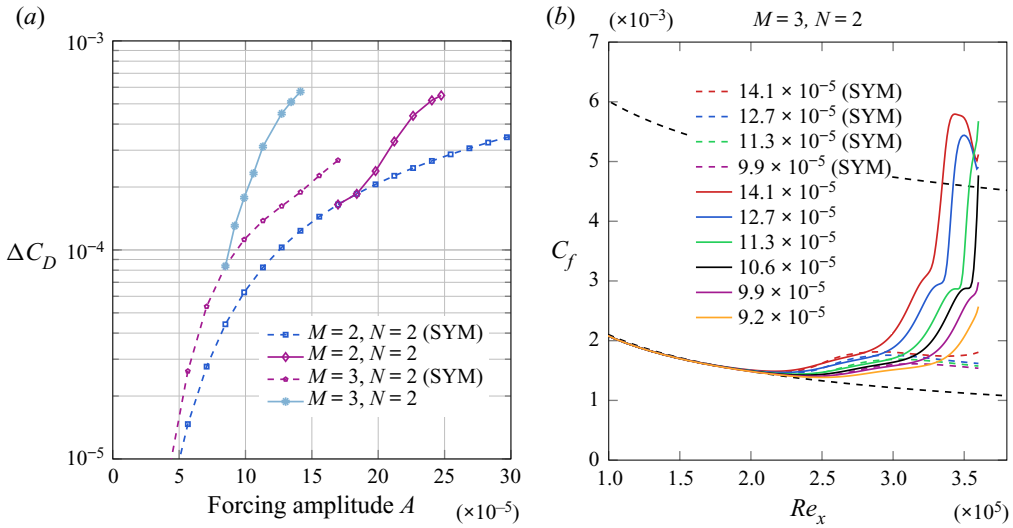 (a)
10⁻³
10⁻⁴
10⁻⁵
ΔC_D
0 5 10 15 20 25 30
Forcing amplitude A (×10⁻⁵)
M = 2, N = 2 (SYM)
M = 2, N = 2
M = 3, N = 2 (SYM)
M = 3, N = 2
(b) (×10⁻³) M = 3, N = 2
7
6
5
4
3
2
1
0
C_f
14.1 × 10⁻⁵ (SYM)
12.7 × 10⁻⁵ (SYM)
11.3 × 10⁻⁵ (SYM)
9.9 × 10⁻⁵ (SYM)
14.1 × 10⁻⁵
12.7 × 10⁻⁵
11.3 × 10⁻⁵
10.6 × 10⁻⁵
9.9 × 10⁻⁵
9.2 × 10⁻⁵
1.0 1.5 2.0 2.5 3.0 3.5
Re_x (×10⁵)